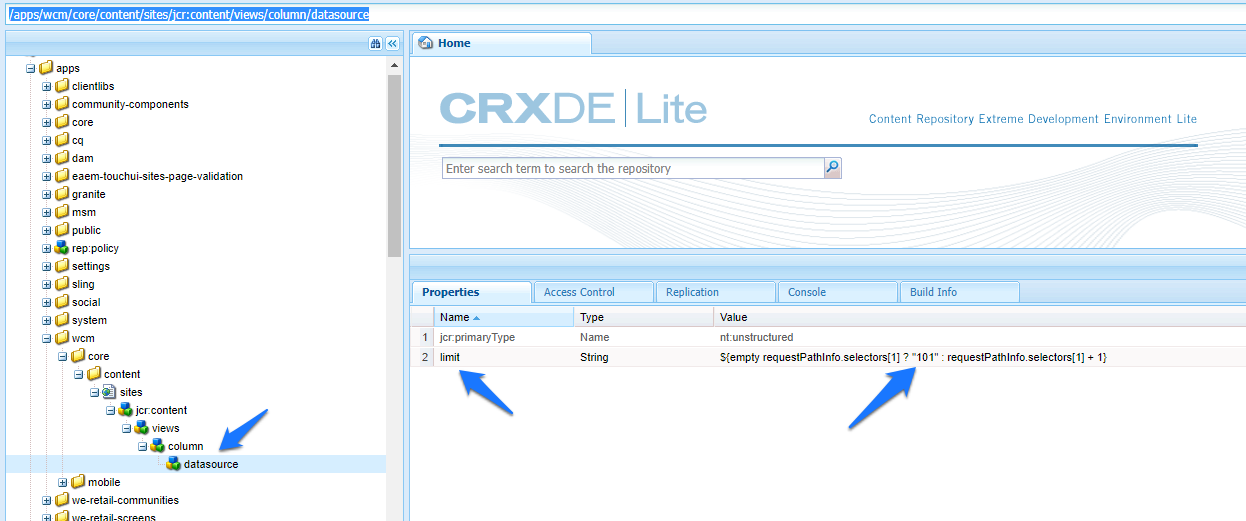 /apps/wcm/core/content/sites/jcr:content/views/column/datasource
apps
clientlibs
community-components
core
cq
dam
eaem-touchui-sites-page-validation
granite
msm
public
rep:policy
settings
sling
social
system
wcm
core
content
sites
jcr:content
views
column
datasource
mobile
we-retail-communities
we-retail-screens
Home
CRXDE Lite
Content Repository Extreme Development Environment Lite
Enter search term to search the repository
Properties Access Control Replication Console Build Info
Name Type Value
1 jcr:primaryType Name nt:unstructured
2 limit String ${empty requestPathInfo.selectors[1] ? "101" : requestPathInfo.selectors[1] + 1}